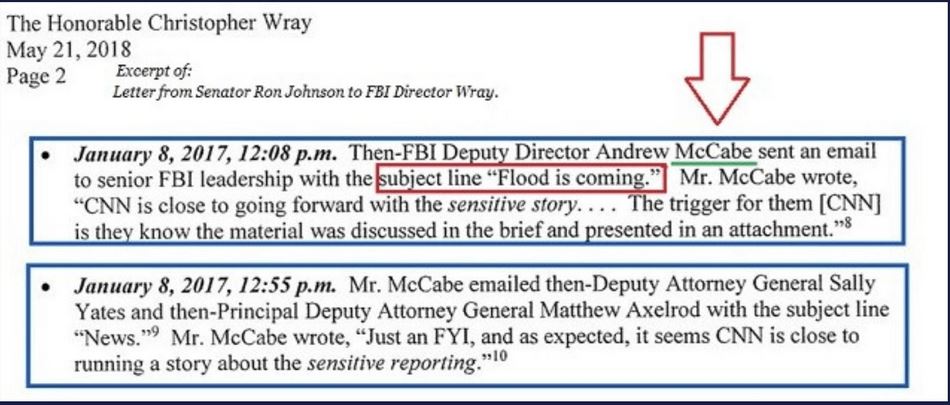 The Honorable Christopher Wray
May 21, 2018
Page 2
Excerpt of:
Letter from Senator Ron Johnson to FBI Director Wray.
• January 8, 2017, 12:08 p.m. Then-FBI Deputy Director Andrew McCabe sent an email
to senior FBI leadership with the subject line “Flood is coming.” Mr. McCabe wrote,
“CNN is close to going forward with the sensitive story. . . . The trigger for them [CNN]
is they know the material was discussed in the brief and presented in an attachment.”8
• January 8, 2017, 12:55 p.m. Mr. McCabe emailed then-Deputy Attorney General Sally
Yates and then-Principal Deputy Attorney General Matthew Axelrod with the subject line
“News.”9 Mr. McCabe wrote, “Just an FYI, and as expected, it seems CNN is close to
running a story about the sensitive reporting.”10